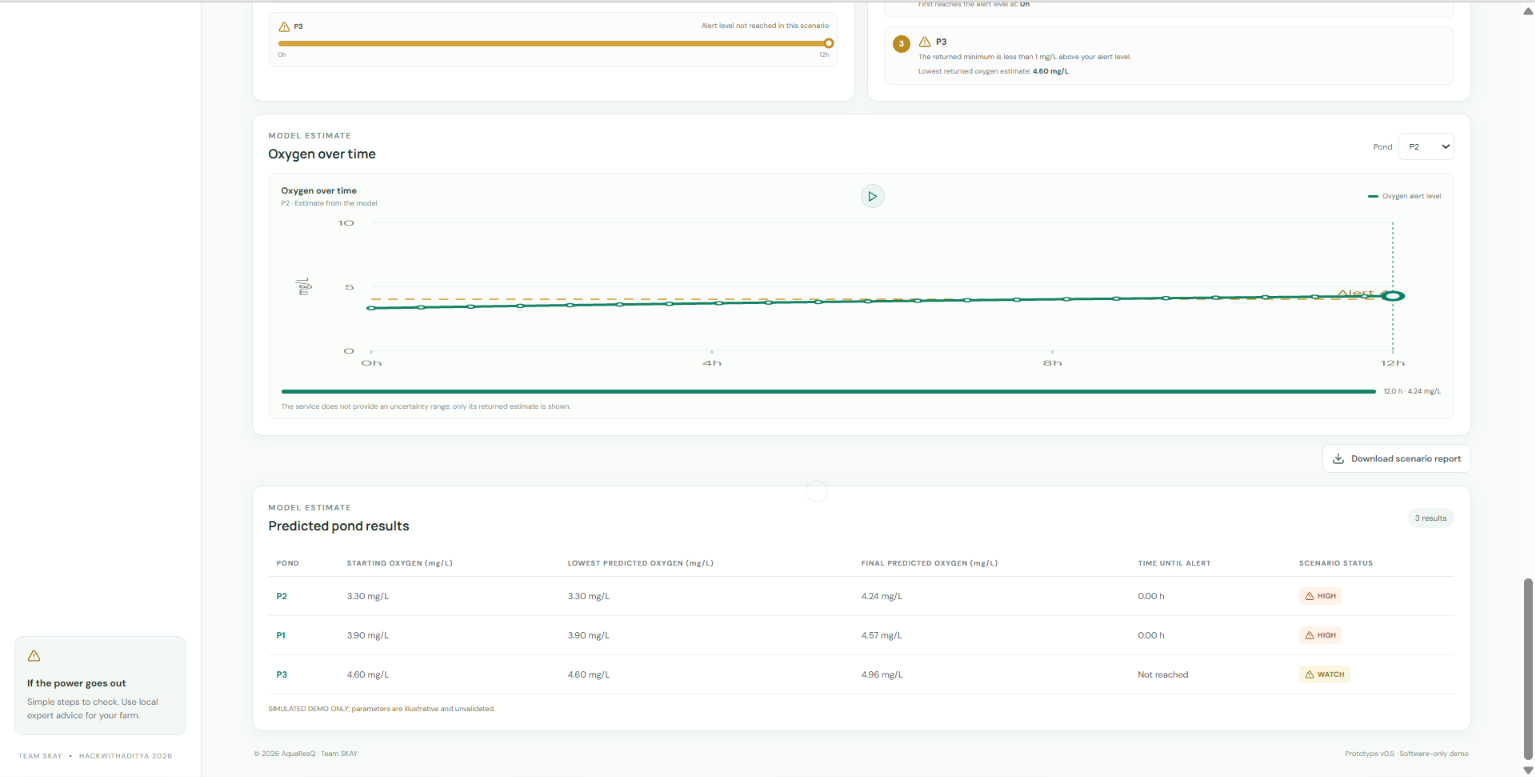 P3
Alert level not reached in this scenario
0h
12h
First reaches the alert level at: 0h
3
P3
The returned minimum is less than 1 mg/L above your alert level.
Lowest returned oxygen estimate: 4.60 mg/L
MODEL ESTIMATE
Oxygen over time
Pond
P2
Oxygen over time
P2 · Estimate from the model
Oxygen alert level
10
mg/L
5
Alert 4
0
0h
4h
8h
12h
12.0 h · 4.24 mg/L
The service does not provide an uncertainty range; only its returned estimate is shown.
Download scenario report
MODEL ESTIMATE
Predicted pond results
3 results
POND STARTING OXYGEN (mg/L) LOWEST PREDICTED OXYGEN (mg/L) FINAL PREDICTED OXYGEN (mg/L) TIME UNTIL ALERT SCENARIO STATUS
P2 3.30 mg/L 3.30 mg/L 4.24 mg/L 0.00 h HIGH
P1 3.90 mg/L 3.90 mg/L 4.57 mg/L 0.00 h HIGH
P3 4.60 mg/L 4.60 mg/L 4.96 mg/L Not reached WATCH
SIMULATED DEMO ONLY; parameters are illustrative and unvalidated.
If the power goes out
Simple steps to check. Use local
expert advice for your farm.
TEAM SKAY • HACKWITHADITYA 2026
© 2026 AquaResQ · Team SKAY
Prototype v0.5 · Software-only demo